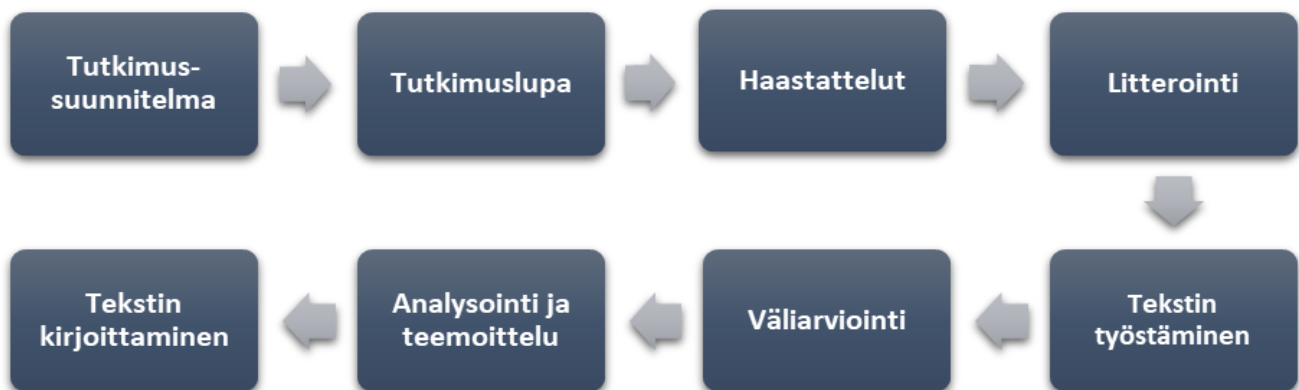 Tutkimus-
suunnitelma
Tutkimuslupa
Haastattelut
Litterointi
Tekstin
työstäminen
Väliarviointi
Analysointi ja
teemoittelu
Tekstin
kirjoittaminen